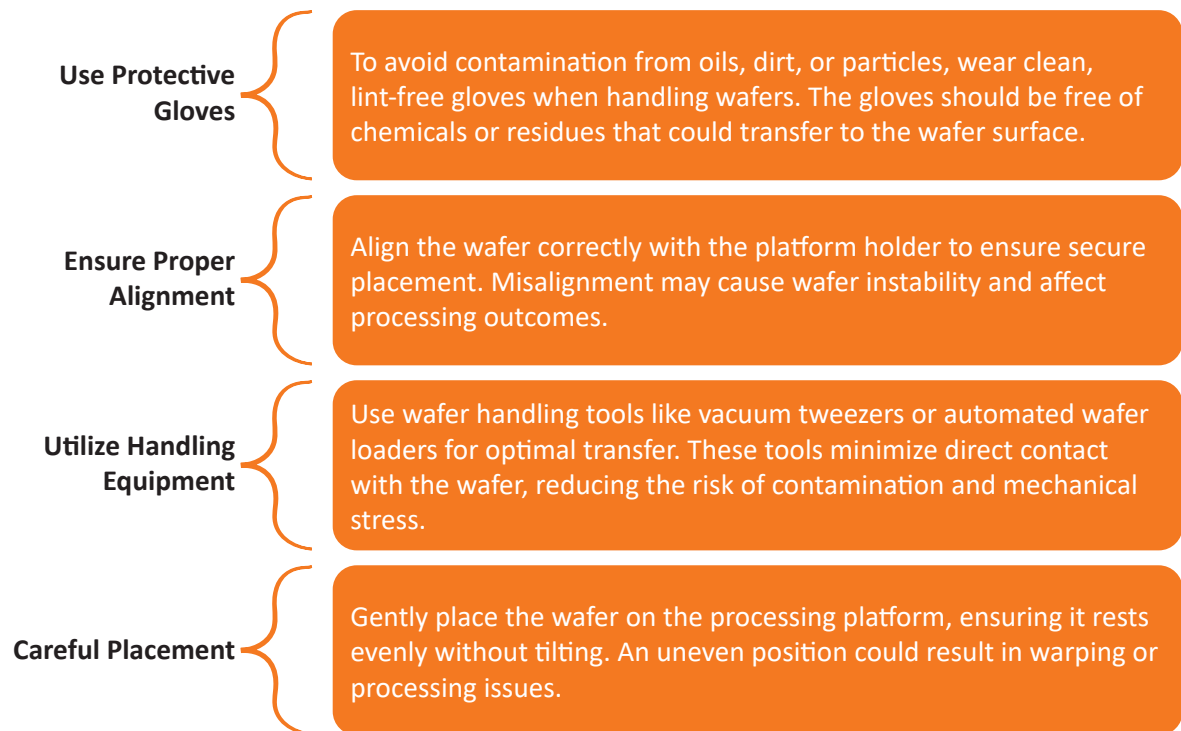 Use Protective
Gloves
To avoid contamination from oils, dirt, or particles, wear clean,
lint-free gloves when handling wafers. The gloves should be free of
chemicals or residues that could transfer to the wafer surface.
Ensure Proper
Alignment
Align the wafer correctly with the platform holder to ensure secure
placement. Misalignment may cause wafer instability and affect
processing outcomes.
Utilize Handling
Equipment
Use wafer handling tools like vacuum tweezers or automated wafer
loaders for optimal transfer. These tools minimize direct contact
with the wafer, reducing the risk of contamination and mechanical
stress.
Careful Placement
Gently place the wafer on the processing platform, ensuring it rests
evenly without tilting. An uneven position could result in warping or
processing issues.